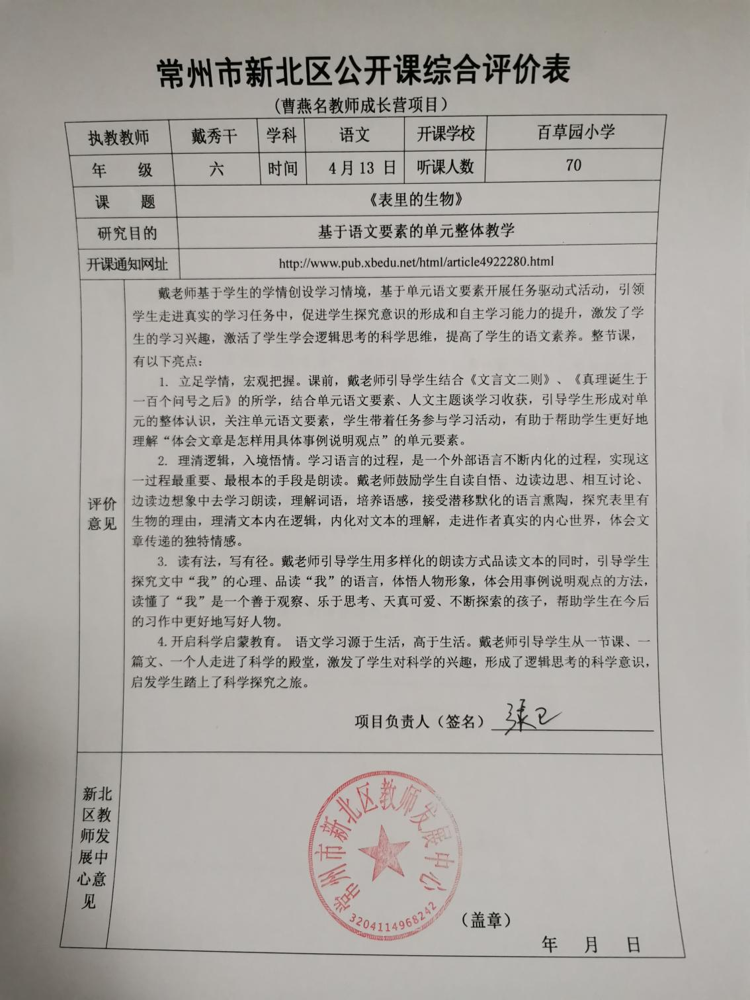 常州市新北区公开课综合评价表
（曹燕名教师成长营项目）
执教教师 戴秀干 学科 语文 开课学校 百草园小学
年 级 六 时间 4月13 日 听课人数 70
课 题 《表里的生物》
研究目的 基于语文要素的单元整体教学
开课通知网址 http://www.pub.xbedu.net/html/article4922280.html
戴老师基于学生的学情创设学习情境，基于单元语文要素开展任务驱动式活动，引领
学生走进真实的学习任务中，促进学生探究意识的形成和自主学习能力的提升，激发了学
生的学习兴趣，激活了学生学会逻辑思考的科学思维，提高了学生的语文素养。整节课，
有以下亮点：
1. 立足学情，宏观把握。课前，戴老师引导学生结合《文言文二则》、《真理诞生于
一百个问号之后》的所学，结合单元语文要素、人文主题谈学习收获，引导学生形成对单
元的整体认识，关注单元语文要素，学生带着任务参与学习活动，有助于帮助学生更好地
理解“体会文章是怎样用具体事例说明观点”的单元要素。
2. 理清逻辑，入境悟情。学习语言的过程，是一个外部语言不断内化的过程，实现这
一过程最重要、最根本的手段是朗读。戴老师鼓励学生自读自悟、边读边思、相互讨论、
边读边想象中去学习朗读，理解词语，培养语感，接受潜移默化的语言熏陶，探究表里有
生物的理由，理清文本内在逻辑，内化对文本的理解，走进作者真实的内心世界，体会文
章传递的独特情感。
3. 读有法，写有径。戴老师引导学生用多样化的朗读方式品读文本的同时，引导学生
探究文中“我”的心理、品读“我”的语言，体悟人物形象，体会用事例说明观点的方法，
读懂了“我”是一个善于观察、乐于思考、天真可爱、不断探索的孩子，帮助学生在今后
的习作中更好地写好人物。
4.开启科学启蒙教育。 语文学习源于生活，高于生活。戴老师引导学生从一节课、一
篇文、一个人走进了科学的殿堂，激发了学生对科学的兴趣，形成了逻辑思考的科学意识，
启发学生踏上了科学探究之旅。
评价
意见
项目负责人（签名）
新北
区教
师发
展中
心意
见
常州市新北区教师发展中心
3204114968242
（盖章）
年 月 日